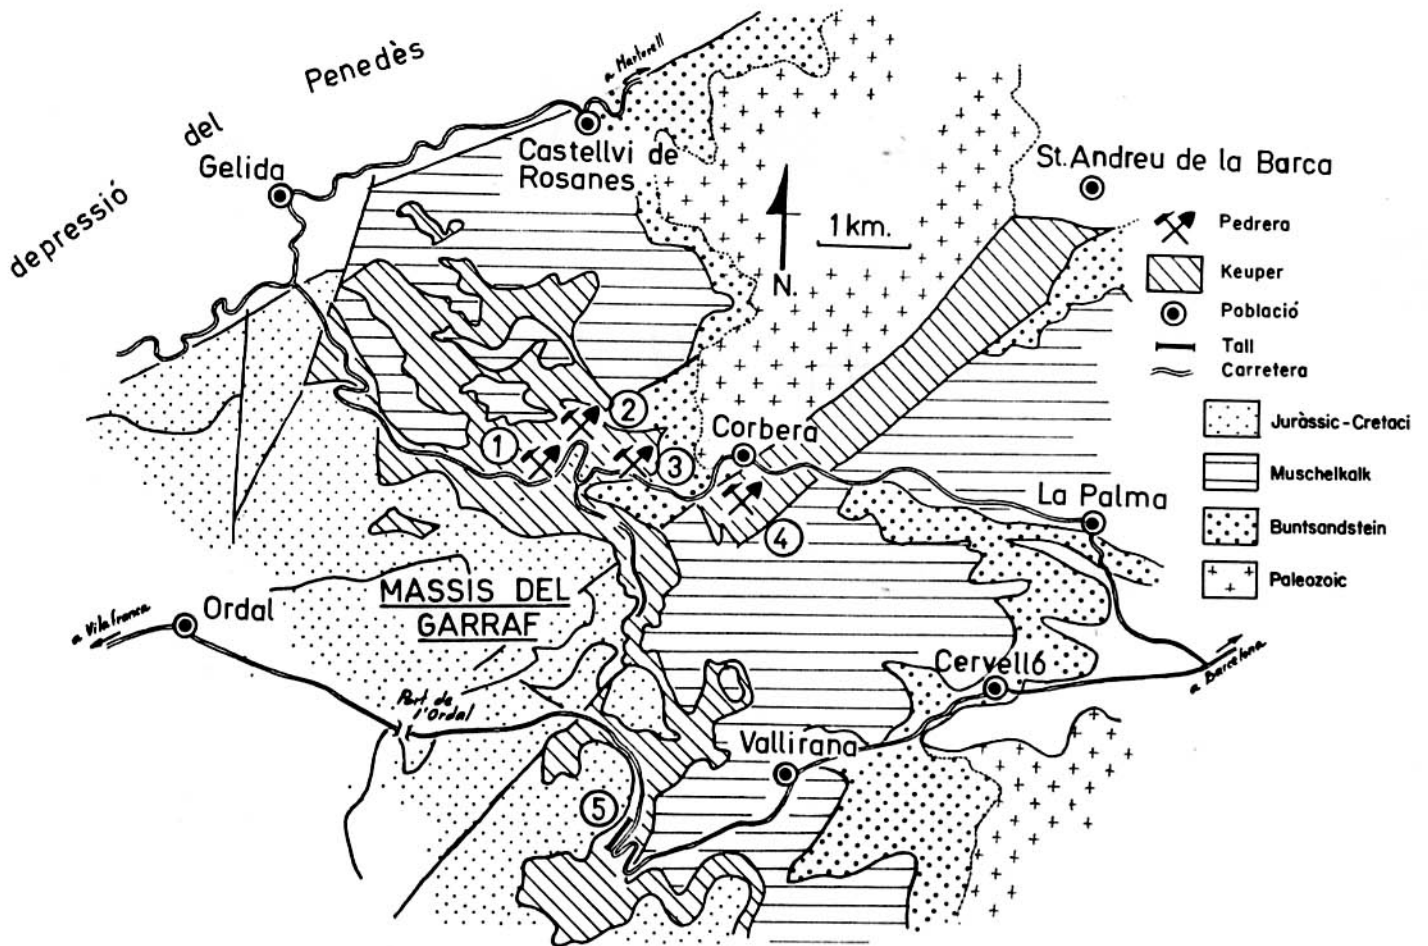 depressió
del
Penedès
a Martorell
Gelida
Castellvi de
Rosanes
St. Andreu de la Barca
1 km.
N.
Pedrera
Keuper
Població
Tall
Carretera
Juràssic-Cretaci
Muschelkalk
Buntsandstein
Paleozoic
1
2
3
Corbera
4
La Palma
MASSIS DEL
GARRAF
a Vilafranca
Ordal
Port de
l'Ordal
Cervelló
a Barcelona
Vallirana
5